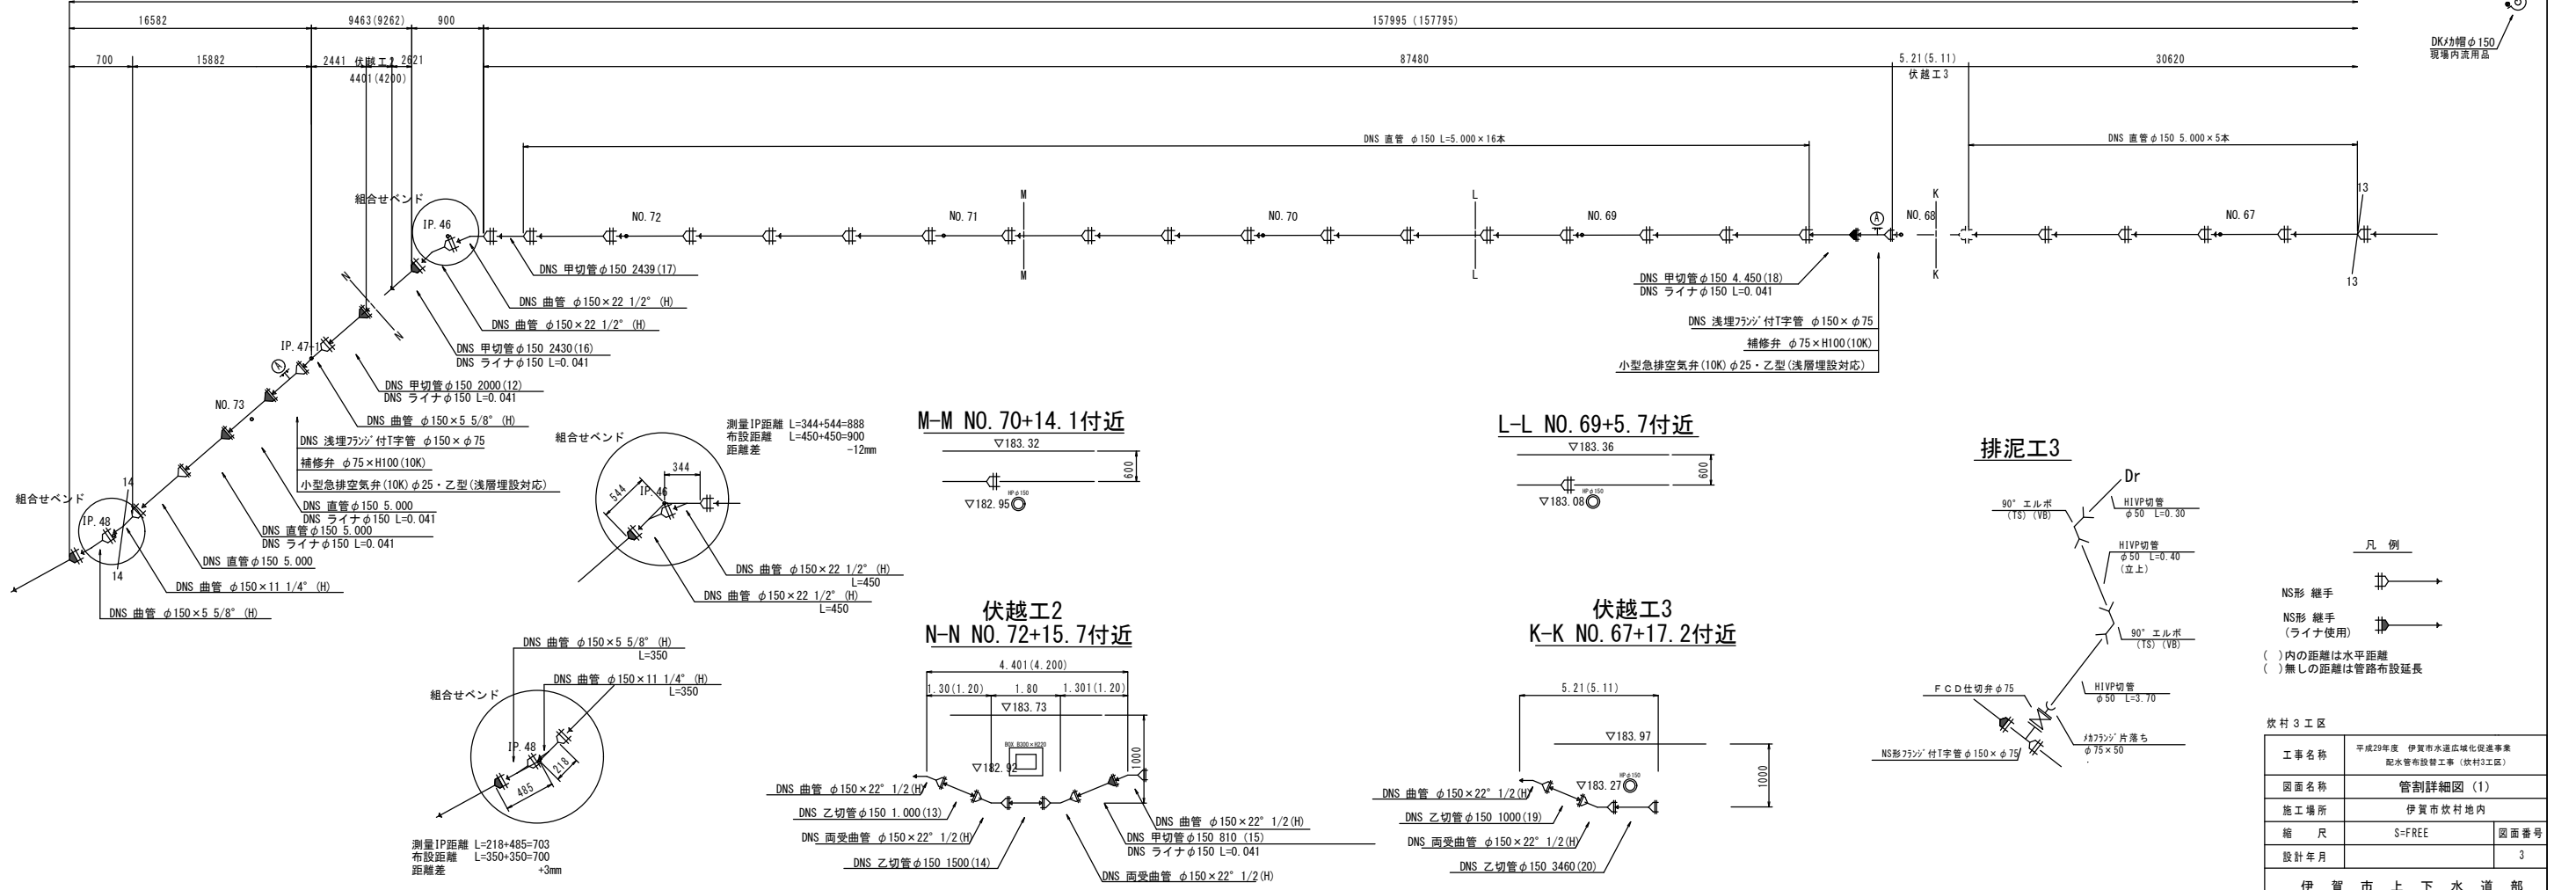 16582
9463(9262)
900
157995 (157795)
DKﾒｶ帽φ150
現場内流用品
700
15882
2441
伏越工2
2621
4401(4200)
87480
5.21(5.11)
伏越工3
30620
DNS 直管 φ150 L=5.000×16本
DNS 直管φ150 5.000×5本
組合せベンド
IP.46
NO.72
NO.71
M
M
NO.70
L
L
NO.69
A
NO.68
K
K
NO.67
13
13
DNS 甲切管φ150 2439(17)
DNS 曲管 φ150×22 1/2° (H)
DNS 曲管 φ150×22 1/2° (H)
DNS 甲切管φ150 2430(16)
DNS ライナφ150 L=0.041
N
N
IP.47-1
A
DNS 甲切管φ150 2000(12)
DNS ライナφ150 L=0.041
DNS 曲管 φ150×5 5/8° (H)
NO.73
DNS 浅埋ﾌﾗﾝｼﾞ付T字管 φ150×φ75
補修弁 φ75×H100(10K)
小型急排空気弁(10K)φ25・乙型(浅層埋設対応)
DNS 直管φ150 5.000
DNS ライナφ150 L=0.041
DNS 直管φ150 5.000
DNS ライナφ150 L=0.041
DNS 直管φ150 5.000
組合せベンド
IP.48
14
14
DNS 曲管 φ150×11 1/4° (H)
DNS 曲管 φ150×5 5/8° (H)
DNS 甲切管φ150 4.450(18)
DNS ライナφ150 L=0.041
DNS 浅埋ﾌﾗﾝｼﾞ付T字管 φ150×φ75
補修弁 φ75×H100(10K)
小型急排空気弁(10K)φ25・乙型(浅層埋設対応)
組合せベンド
測量IP距離 L=344+544=888
布設距離 L=450+450=900
距離差 -12mm
344
544
IP.46
DNS 曲管 φ150×22 1/2° (H)
L=450
DNS 曲管 φ150×22 1/2° (H)
L=450
M-M NO.70+14.1付近
▽183.32
600
▽182.95
HPφ150
L-L NO.69+5.7付近
▽183.36
600
▽183.08
HPφ150
排泥工3
Dr
90° エルボ
(TS)(VB)
HIVP切管
φ50 L=0.30
HIVP切管
φ50 L=0.40
(立上)
90° エルボ
(TS)(VB)
HIVP切管
φ50 L=3.70
ＦＣＤ仕切弁φ75
ﾒｶﾌﾗﾝｼﾞ片落ち
φ75×50
NS形ﾌﾗﾝｼﾞ付T字管φ150×φ75
凡 例
NS形 継手
NS形 継手
(ライナ使用)
( )内の距離は水平距離
( )無しの距離は管路布設延長
DNS 曲管 φ150×5 5/8° (H)
L=350
DNS 曲管 φ150×11 1/4° (H)
L=350
組合せベンド
IP.48
218
485
測量IP距離 L=218+485=703
布設距離 L=350+350=700
距離差 +3mm
伏越工2
N-N NO.72+15.7付近
4.401(4.200)
1.30(1.20)
1.80
1.301(1.20)
▽183.73
BOX B300×H220
▽182.92
1000
DNS 曲管 φ150×22° 1/2(H)
DNS 乙切管φ150 1.000(13)
DNS 両受曲管 φ150×22° 1/2(H)
DNS 乙切管φ150 1500(14)
DNS 曲管 φ150×22° 1/2(H)
DNS 甲切管φ150 810 (15)
DNS ライナφ150 L=0.041
DNS 両受曲管 φ150×22° 1/2(H)
伏越工3
K-K NO.67+17.2付近
5.21(5.11)
▽183.97
HPφ150
▽183.27
1000
DNS 曲管 φ150×22° 1/2(H)
DNS 乙切管φ150 1000(19)
DNS 両受曲管 φ150×22° 1/2(H)
DNS 乙切管φ150 3460(20)
炊村３工区
工事名称
平成29年度 伊賀市水道広域化促進事業
配水管布設替工事（炊村3工区）
図面名称
管割詳細図（1）
施工場所
伊賀市炊村地内
縮 尺
S=FREE
図面番号
設計年月
3
伊 賀 市 上 下 水 道 部